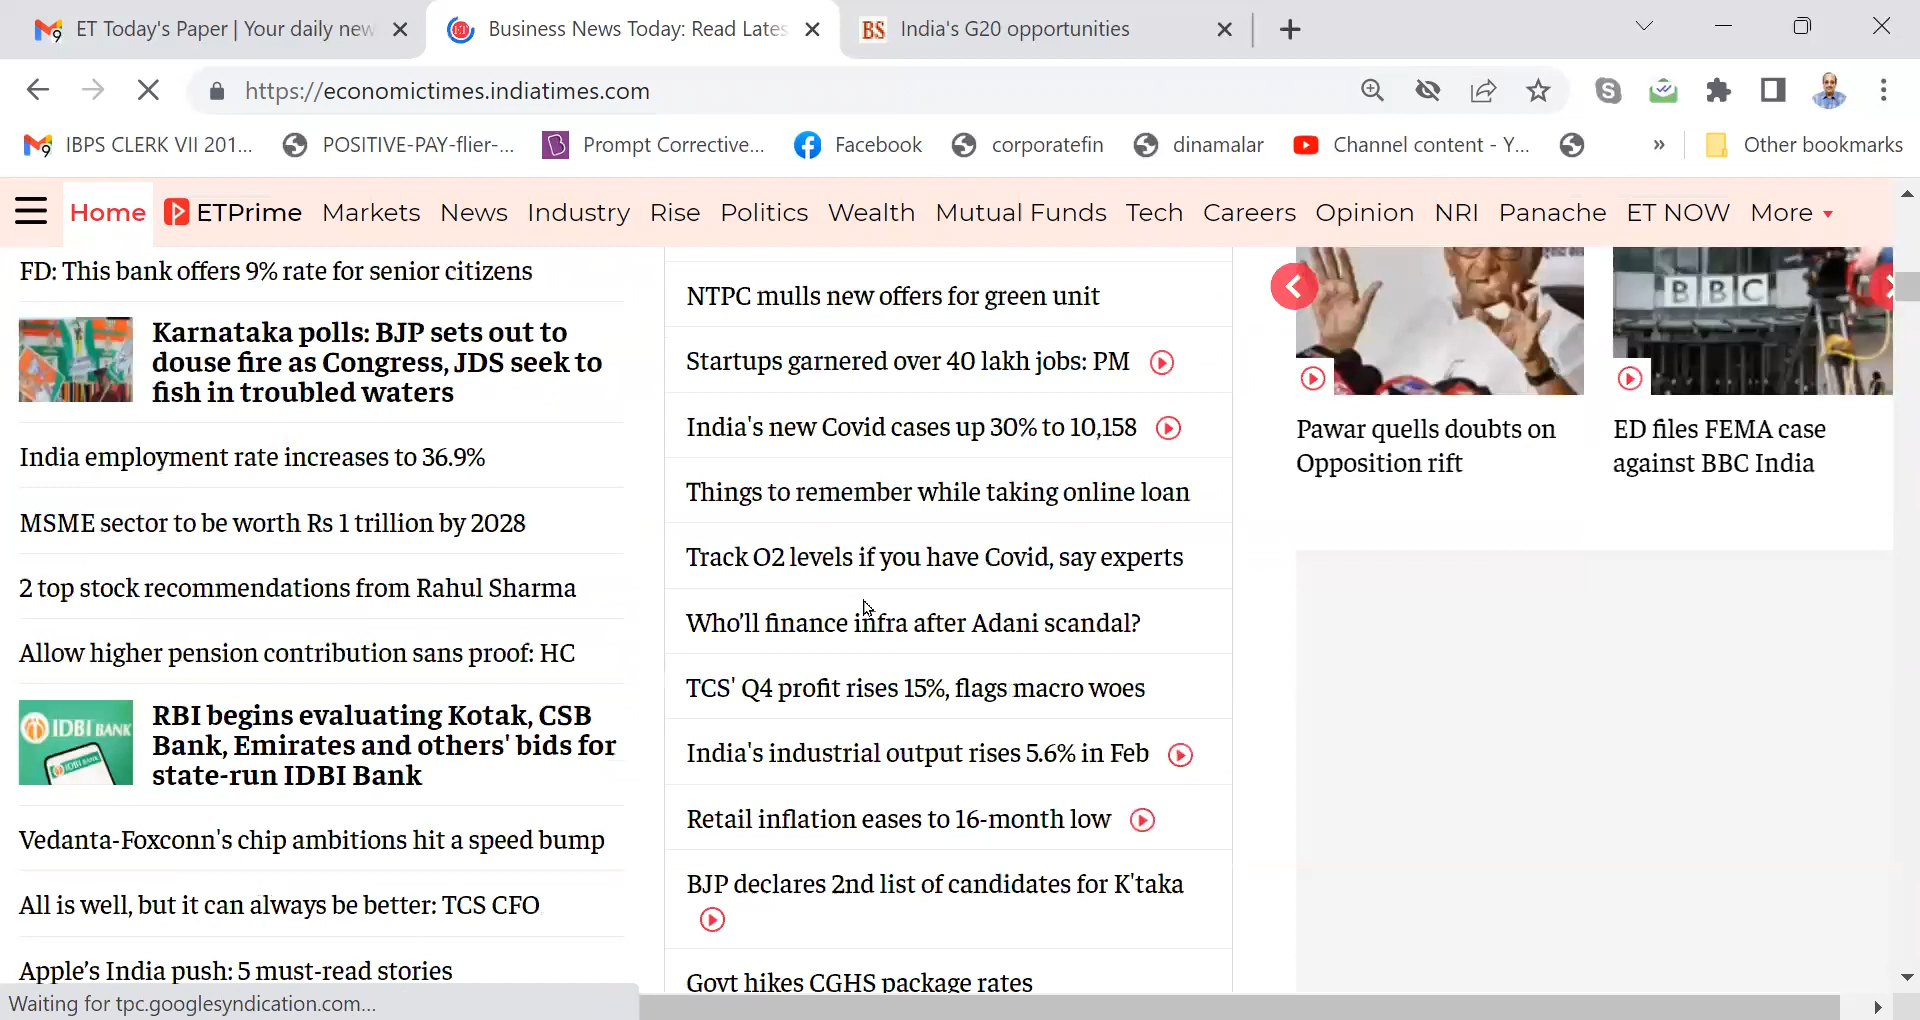 ET Today's Paper | Your daily new
Business News Today: Read Lates
BS India's G20 opportunities
https://economictimes.indiatimes.com
IBPS CLERK VII 201...
POSITIVE-PAY-flier-...
Prompt Corrective...
Facebook
corporatefin
dinamalar
Channel content - Y...
»
Other bookmarks
Home ETPrime Markets News Industry Rise Politics Wealth Mutual Funds Tech Careers Opinion NRI Panache ET NOW More
FD: This bank offers 9% rate for senior citizens
Karnataka polls: BJP sets out to
douse fire as Congress, JDS seek to
fish in troubled waters
India employment rate increases to 36.9%
MSME sector to be worth Rs 1 trillion by 2028
2 top stock recommendations from Rahul Sharma
Allow higher pension contribution sans proof: HC
IDBI BANK
RBI begins evaluating Kotak, CSB
Bank, Emirates and others' bids for
state-run IDBI Bank
Vedanta-Foxconn's chip ambitions hit a speed bump
All is well, but it can always be better: TCS CFO
Apple’s India push: 5 must-read stories
NTPC mulls new offers for green unit
Startups garnered over 40 lakh jobs: PM
India's new Covid cases up 30% to 10,158
Things to remember while taking online loan
Track O2 levels if you have Covid, say experts
Who’ll finance infra after Adani scandal?
TCS' Q4 profit rises 15%, flags macro woes
India's industrial output rises 5.6% in Feb
Retail inflation eases to 16-month low
BJP declares 2nd list of candidates for K'taka
Govt hikes CGHS package rates
BBC
Pawar quells doubts on
Opposition rift
ED files FEMA case
against BBC India
Waiting for tpc.googlesyndication.com...